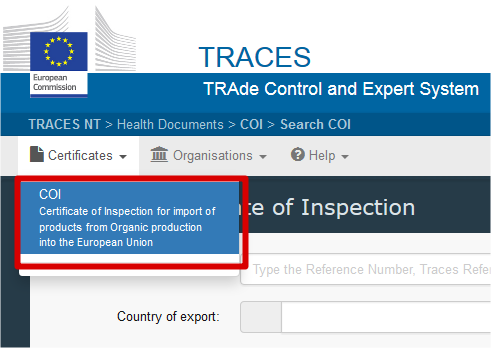 European
Commission
TRACES
TRAde Control and Expert System
TRACES NT > Health Documents > COI > Search COI
Certificates Organisations Help
COI
Certificate of Inspection for import of
products from Organic production
into the European Union
te of Inspection
Type the Reference Number, Traces Refe
Country of export: